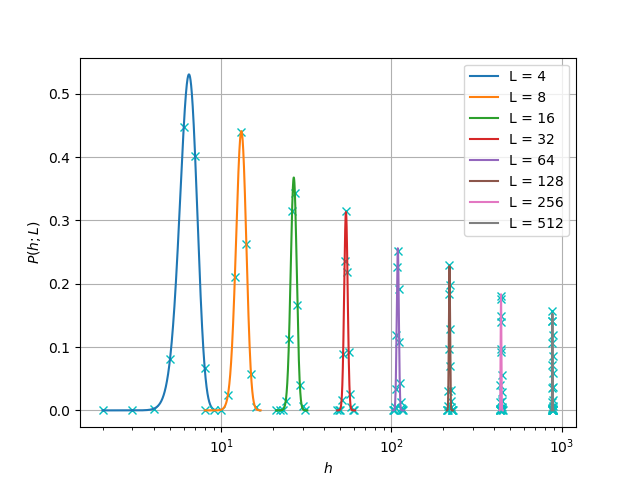 L = 4
L = 8
L = 16
L = 32
L = 64
L = 128
L = 256
L = 512
P(h; L)
0.5
0.4
0.3
0.2
0.1
0.0
10¹
10²
10³
h